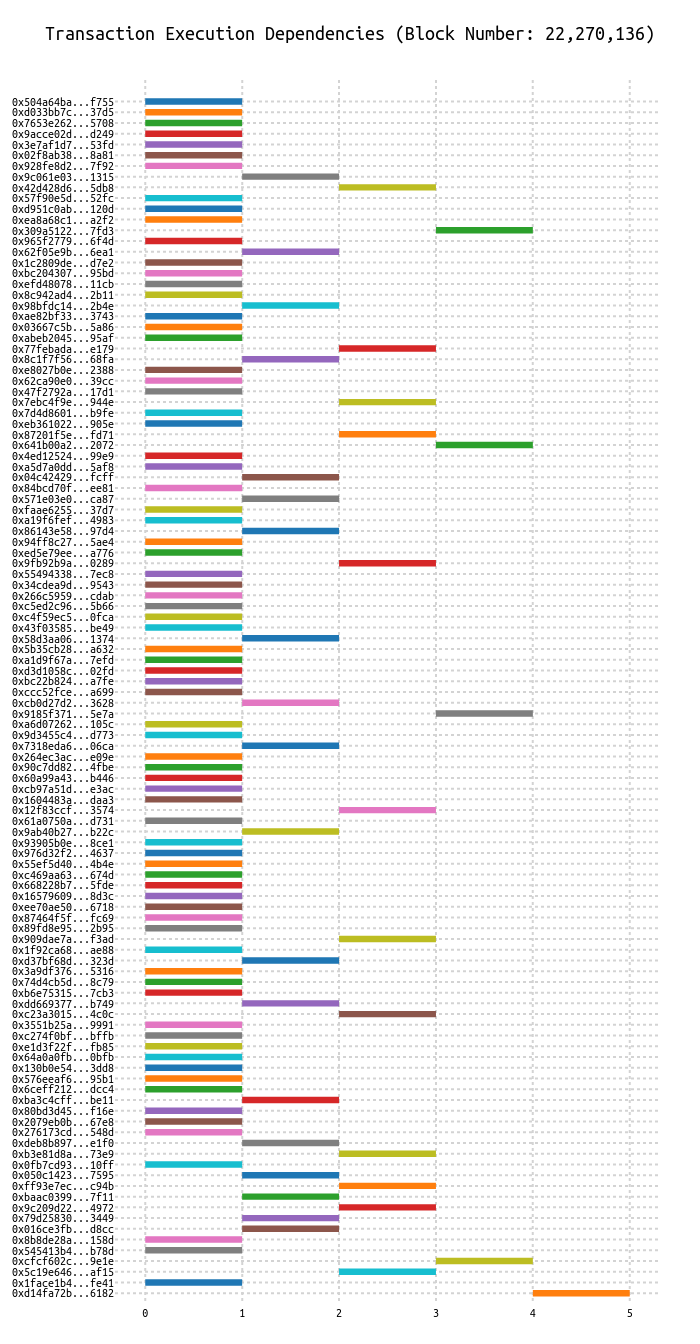 Transaction Execution Dependencies (Block Number: 22,270,136)
0x504a64ba...f755
0xd033bb7c...37d5
0x7653e262...5708
0x9acce02d...d249
0x3e7af1d7...53fd
0x02f8ab38...8a81
0x928fe8d2...7f92
0x9c061e03...1315
0x42d428d6...5db8
0x57f90e5d...52fc
0xd951c0ab...120d
0xea8a68c1...a2f2
0x309a5122...7fd3
0x965f2779...6f4d
0x62f05e9b...6ea1
0x1c2809de...d7e2
0xbc204307...95bd
0xefd48078...11cb
0x8c942ad4...2b11
0x98bfdc14...2b4e
0xae82bf33...3743
0x03667c5b...5a86
0xabeb2045...95af
0x77febada...e179
0x8c1f7f56...68fa
0xe8027b0e...2388
0x62ca90e0...39cc
0x47f2792a...17d1
0x7ebc4f9e...944e
0x7d4d8601...b9fe
0xeb361022...905e
0x87201f5e...fd71
0x641b00a2...2072
0x4ed12524...99e9
0xa5d7a0dd...5af8
0x04c42429...fcff
0x84bcd70f...ee81
0x571e03e0...ca87
0xfaae6255...37d7
0xa19f6fef...4983
0x86143e58...97d4
0x94ff8c27...5ae4
0xed5e79ee...a776
0x9fb92b9a...0289
0x55494338...7ec8
0x34cdea9d...9543
0x266c5959...cdab
0xc5ed2c96...5b66
0xc4f59ec5...0fca
0x43f03585...be49
0x58d3aa06...1374
0x5b35cb28...a632
0xa1d9f67a...7efd
0xd3d1058c...02fd
0xbc22b824...a7fe
0xccc52fce...a699
0xcb0d27d2...3628
0x9185f371...5e7a
0xa6d07262...105c
0x9d3455c4...d773
0x7318eda6...06ca
0x264ec3ac...e09e
0x90c7dd82...4fbe
0x60a99a43...b446
0xcb97a51d...e3ac
0x1604483a...daa3
0x12f83ccf...3574
0x61a0750a...d731
0x9ab40b27...b22c
0x93905b0e...8ce1
0x976d32f2...4637
0x55ef5d40...4b4e
0xc469aa63...674d
0x668228b7...5fde
0x16579609...8d3c
0xee70ae50...6718
0x87464f5f...fc69
0x89fd8e95...2b95
0x909dae7a...f3ad
0x1f92ca68...ae88
0xd37bf68d...323d
0x3a9df376...5316
0x74d4cb5d...8c79
0xb6e75315...7cb3
0xdd669377...b749
0xc23a3015...4c0c
0x3551b25a...9991
0xc274f0bf...bffb
0xe1d3f22f...fb85
0x64a0a0fb...0bfb
0x130b0e54...3dd8
0x576eeaf6...95b1
0x6ceff212...dcc4
0xba3c4cff...be11
0x80bd3d45...f16e
0x2079eb0b...67e8
0x276173cd...548d
0xdeb8b897...e1f0
0xb3e81d8a...73e9
0x0fb7cd93...10ff
0x050c1423...7595
0xff93e7ec...c94b
0xbaac0399...7f11
0x9c209d22...4972
0x79d25830...3449
0x016ce3fb...d8cc
0x8b8de28a...158d
0x545413b4...b78d
0xcfcf602c...9e1e
0x5c19e646...af15
0x1face1b4...fe41
0xd14fa72b...6182
0 1 2 3 4 5